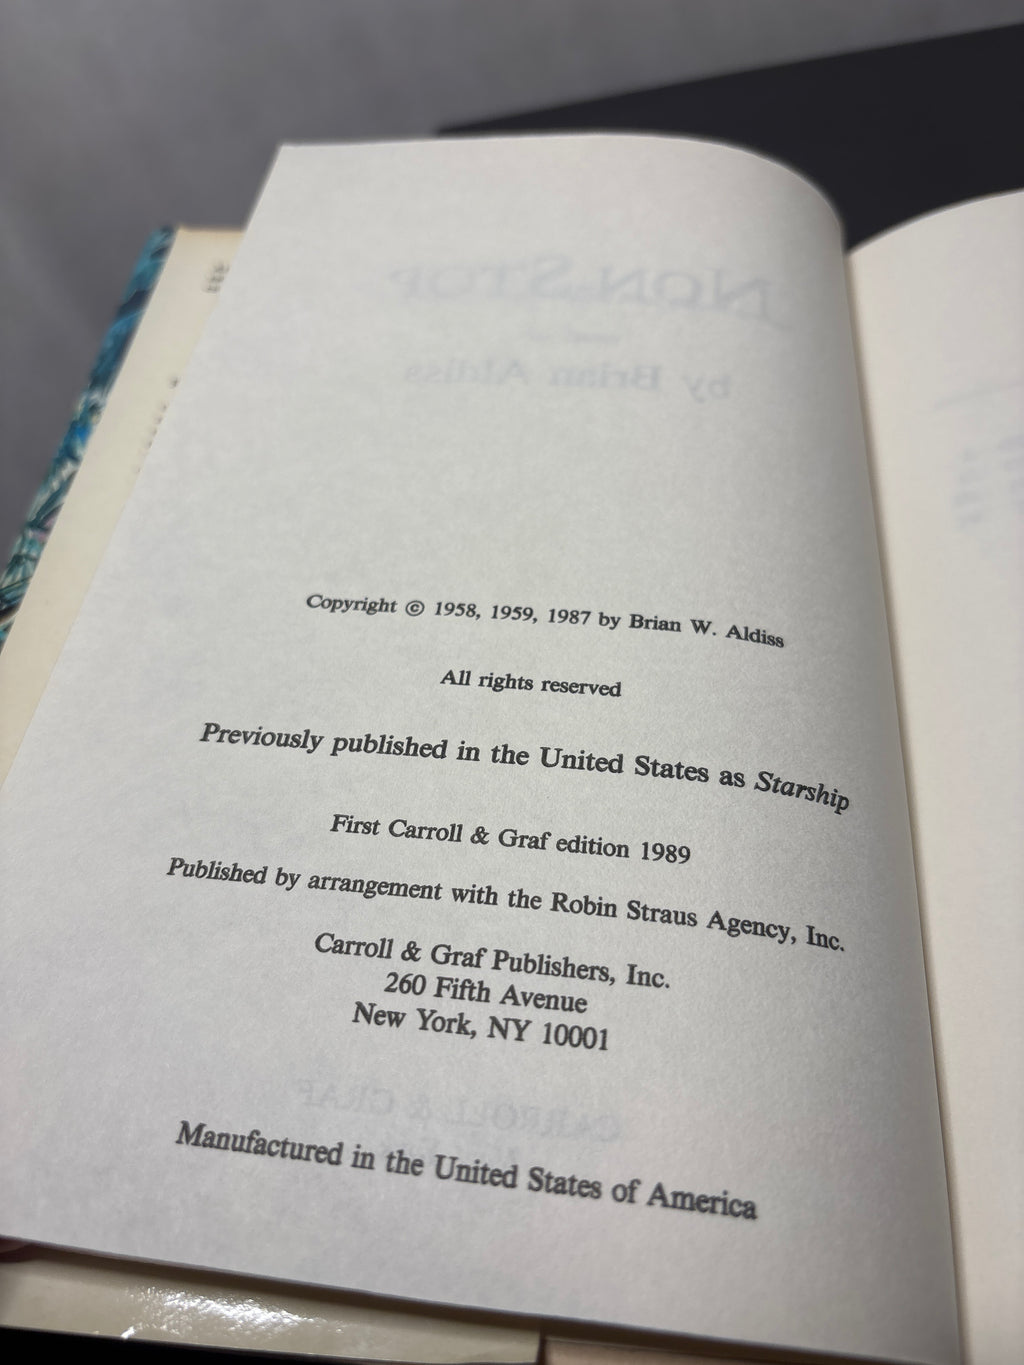 Copyright © 1958, 1959, 1987 by Brian W. Aldiss
All rights reserved
Previously published in the United States as Starship
First Carroll & Graf edition 1989
Published by arrangement with the Robin Straus Agency, Inc.
Carroll & Graf Publishers, Inc.
260 Fifth Avenue
New York, NY 10001
Manufactured in the United States of America